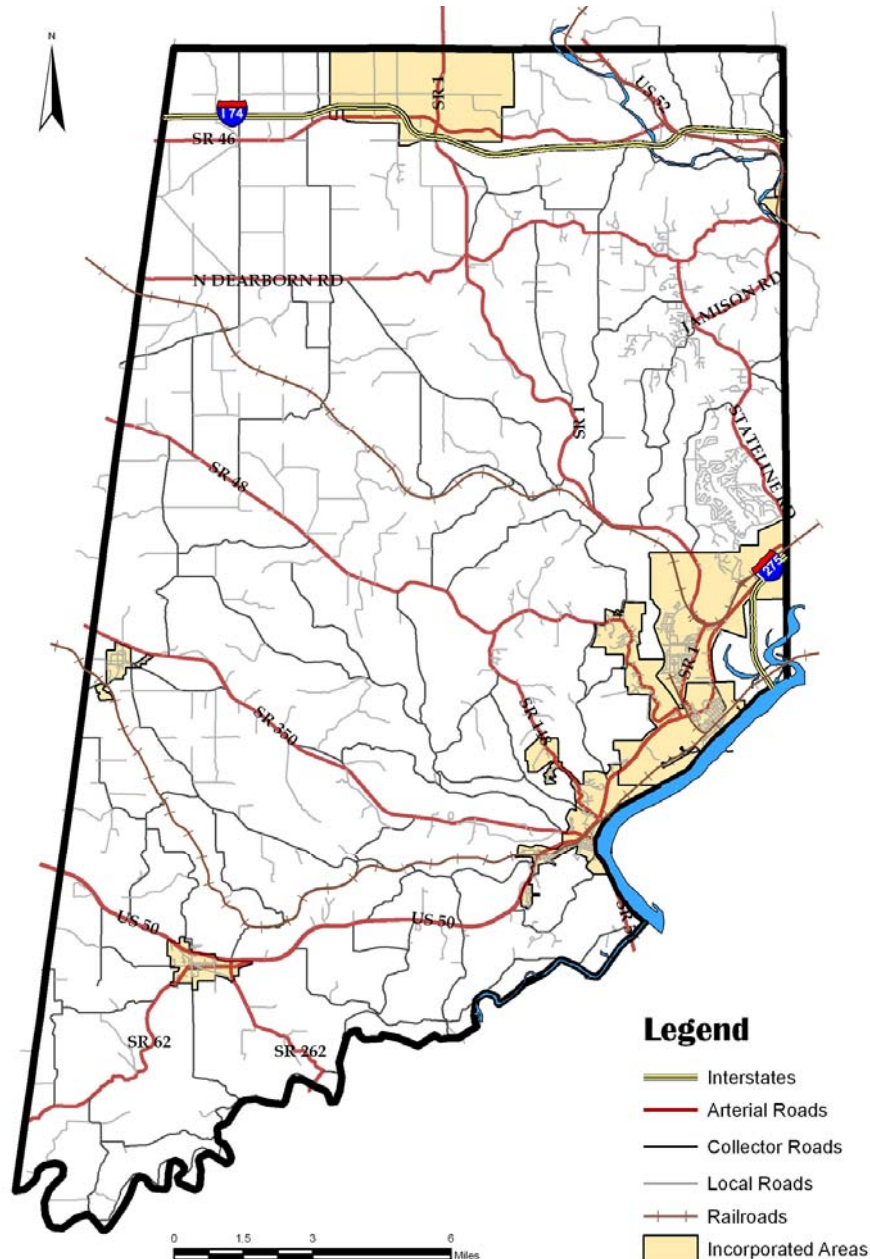 N
SR 1
US 52
I 74
SR 46
N DEARBORN RD
JAMISON RD
SR 1
STATELINE RD
SR 48
I 275
SR 1
SR 350
SR 148
US 50
US 50
SR 62
SR 262
Legend
Interstates
Arterial Roads
Collector Roads
Local Roads
Railroads
Incorporated Areas
0 1.5 3 6
Miles